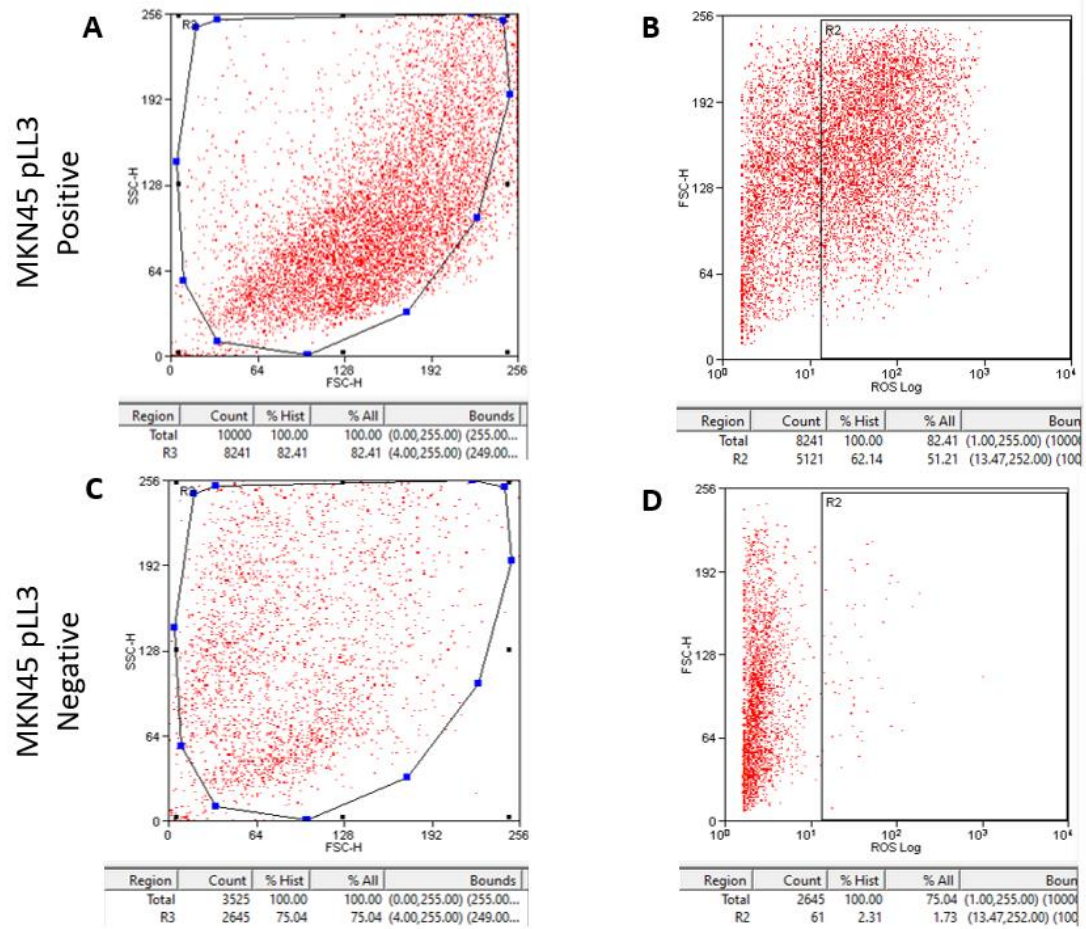 A
MKN45 pLL3
Positive
256
192
128
64
0
SSC-H
0 64 128 192 256
FSC-H
Region Count % Hist % All Bounds
Total 10000 100.00 100.00 (0.00,255.00) (255.00...
R3 8241 82.41 82.41 (4.00,255.00) (249.00...
B
R2
256
192
128
64
0
FSC-H
10⁰ 10¹ 10² 10³ 10⁴
ROS Log
Region Count % Hist % All Boun
Total 8241 100.00 82.41 (1.00,255.00) (1000
R2 5121 62.14 51.21 (13.47,252.00) (100
C
MKN45 pLL3
Negative
256
192
128
64
0
SSC-H
0 64 128 192 256
FSC-H
Region Count % Hist % All Bounds
Total 3525 100.00 100.00 (0.00,255.00) (255.00...
R3 2645 75.04 75.04 (4.00,255.00) (249.00...
D
R2
256
192
128
64
0
FSC-H
10⁰ 10¹ 10² 10³ 10⁴
ROS Log
Region Count % Hist % All Boun
Total 2645 100.00 75.04 (1.00,255.00) (1000
R2 61 2.31 1.73 (13.47,252.00) (100